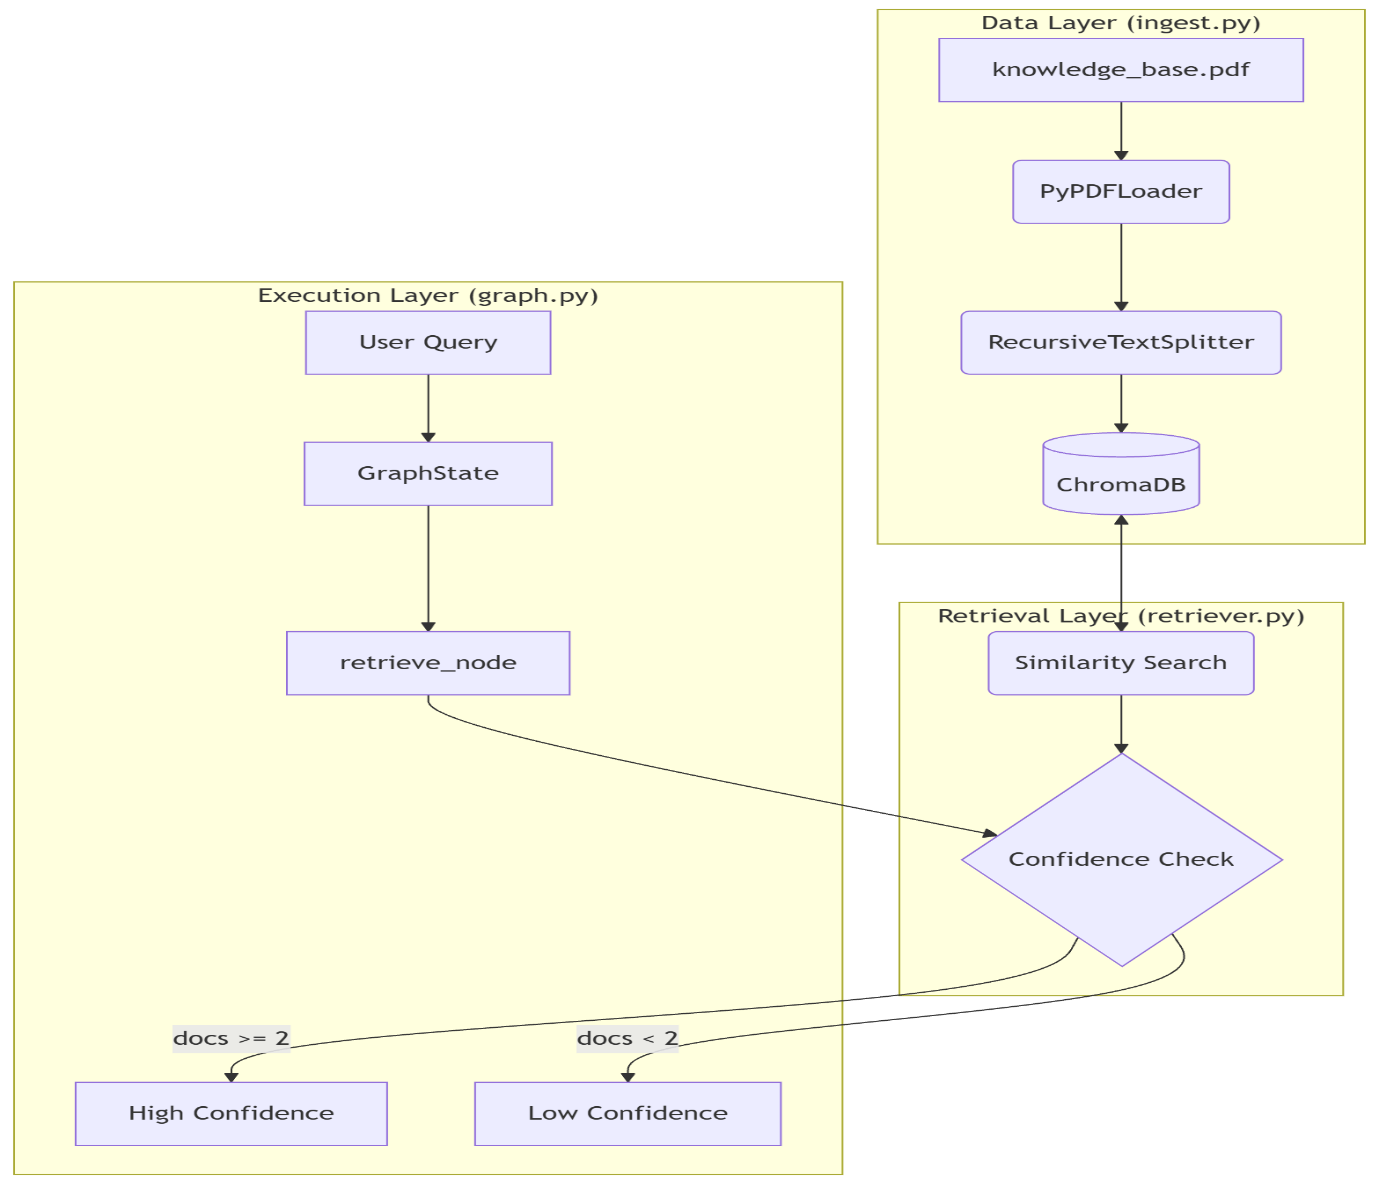 Data Layer (ingest.py)
knowledge_base.pdf
PyPDFLoader
RecursiveTextSplitter
ChromaDB
Execution Layer (graph.py)
User Query
GraphState
retrieve_node
Retrieval Layer (retriever.py)
Similarity Search
Confidence Check
docs >= 2
docs < 2
High Confidence
Low Confidence